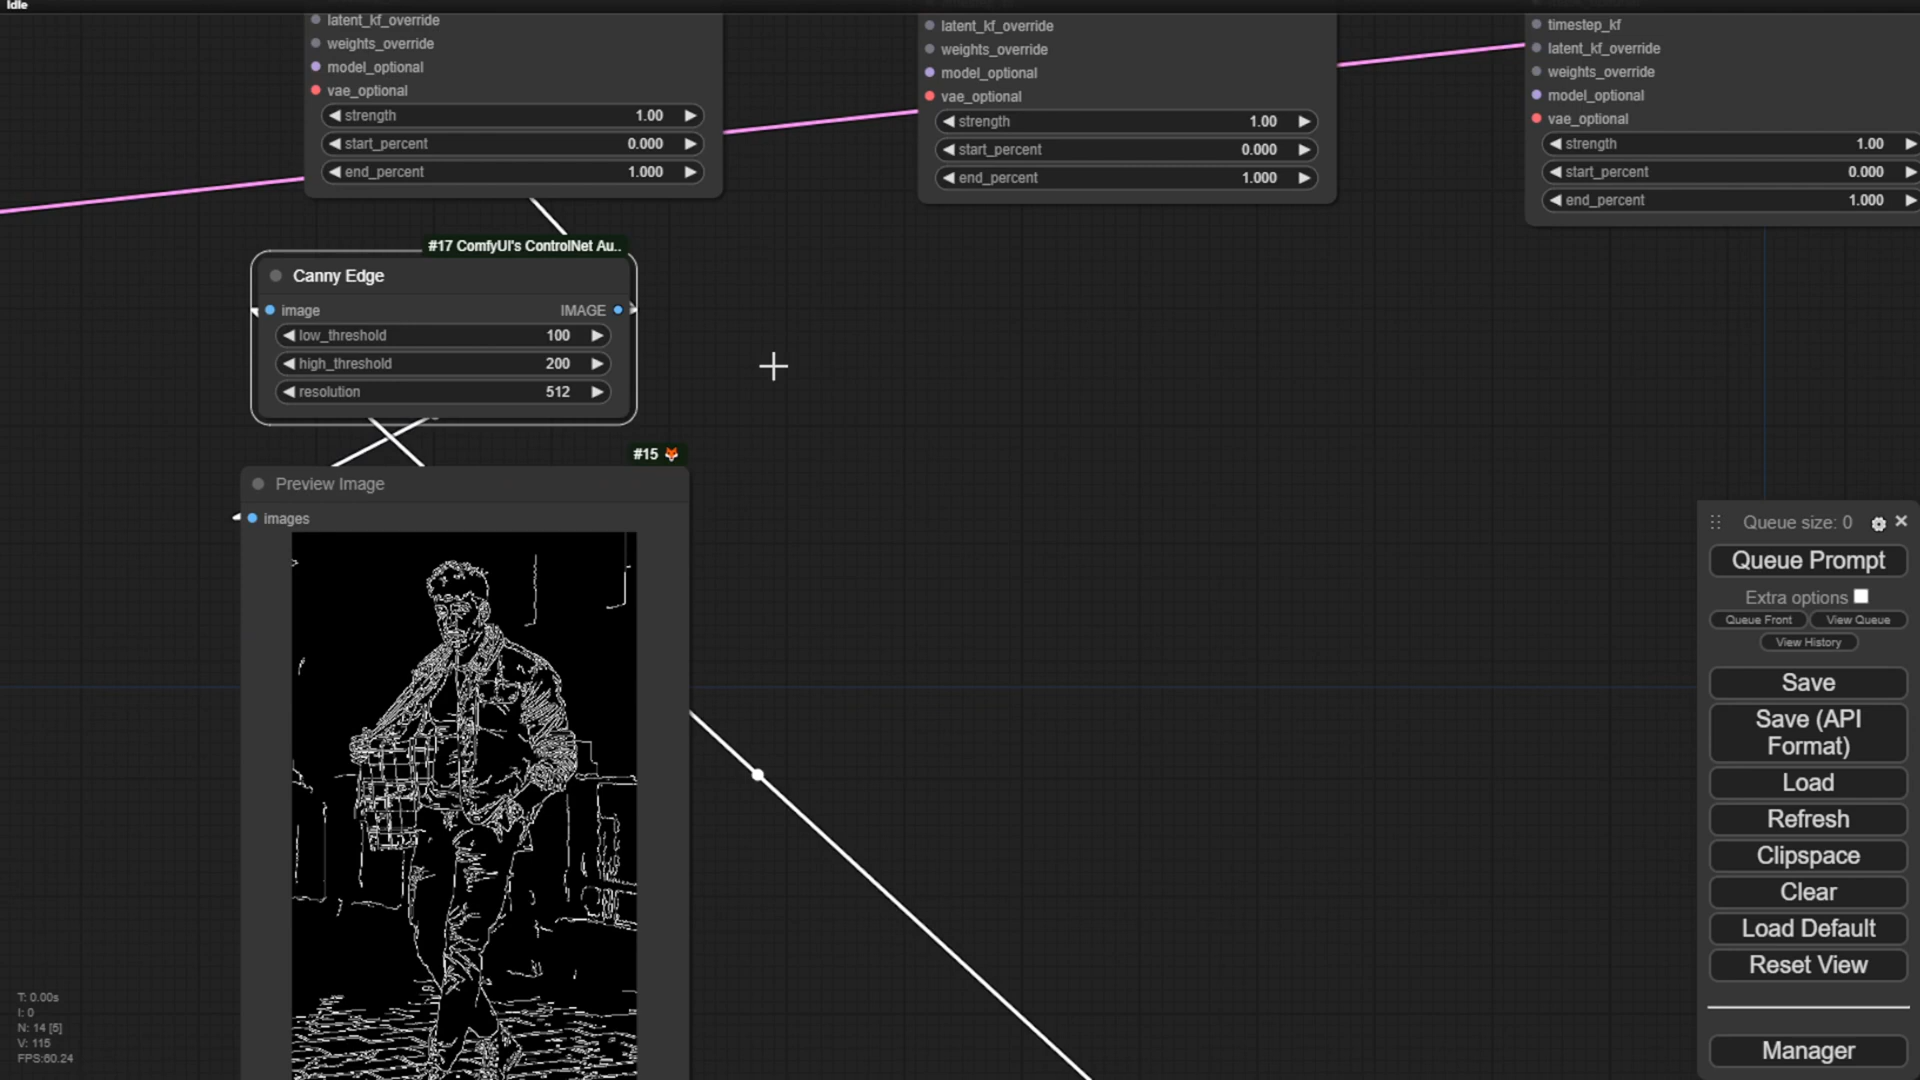 Idle
latent_kf_override
weights_override
model_optional
vae_optional
strength 1.00
start_percent 0.000
end_percent 1.000
latent_kf_override
weights_override
model_optional
vae_optional
strength 1.00
start_percent 0.000
end_percent 1.000
timestep_kf
latent_kf_override
weights_override
model_optional
vae_optional
strength 1.00
start_percent 0.000
end_percent 1.000
#17 ComfyUI's ControlNet Au..
Canny Edge
image IMAGE
low_threshold 100
high_threshold 200
resolution 512
#15 🦊
Preview Image
images
Queue size: 0
Queue Prompt
Extra options
Queue Front View Queue
View History
Save
Save (API
Format)
Load
Refresh
Clipspace
Clear
Load Default
Reset View
Manager
T: 0.00s
I: 0
N: 14 [5]
V: 115
FPS:60.24